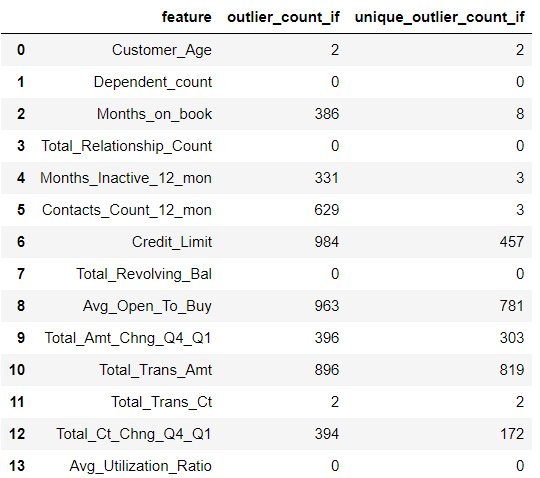 feature outlier_count_if unique_outlier_count_if
0 Customer_Age 2 2
1 Dependent_count 0 0
2 Months_on_book 386 8
3 Total_Relationship_Count 0 0
4 Months_Inactive_12_mon 331 3
5 Contacts_Count_12_mon 629 3
6 Credit_Limit 984 457
7 Total_Revolving_Bal 0 0
8 Avg_Open_To_Buy 963 781
9 Total_Amt_Chng_Q4_Q1 396 303
10 Total_Trans_Amt 896 819
11 Total_Trans_Ct 2 2
12 Total_Ct_Chng_Q4_Q1 394 172
13 Avg_Utilization_Ratio 0 0